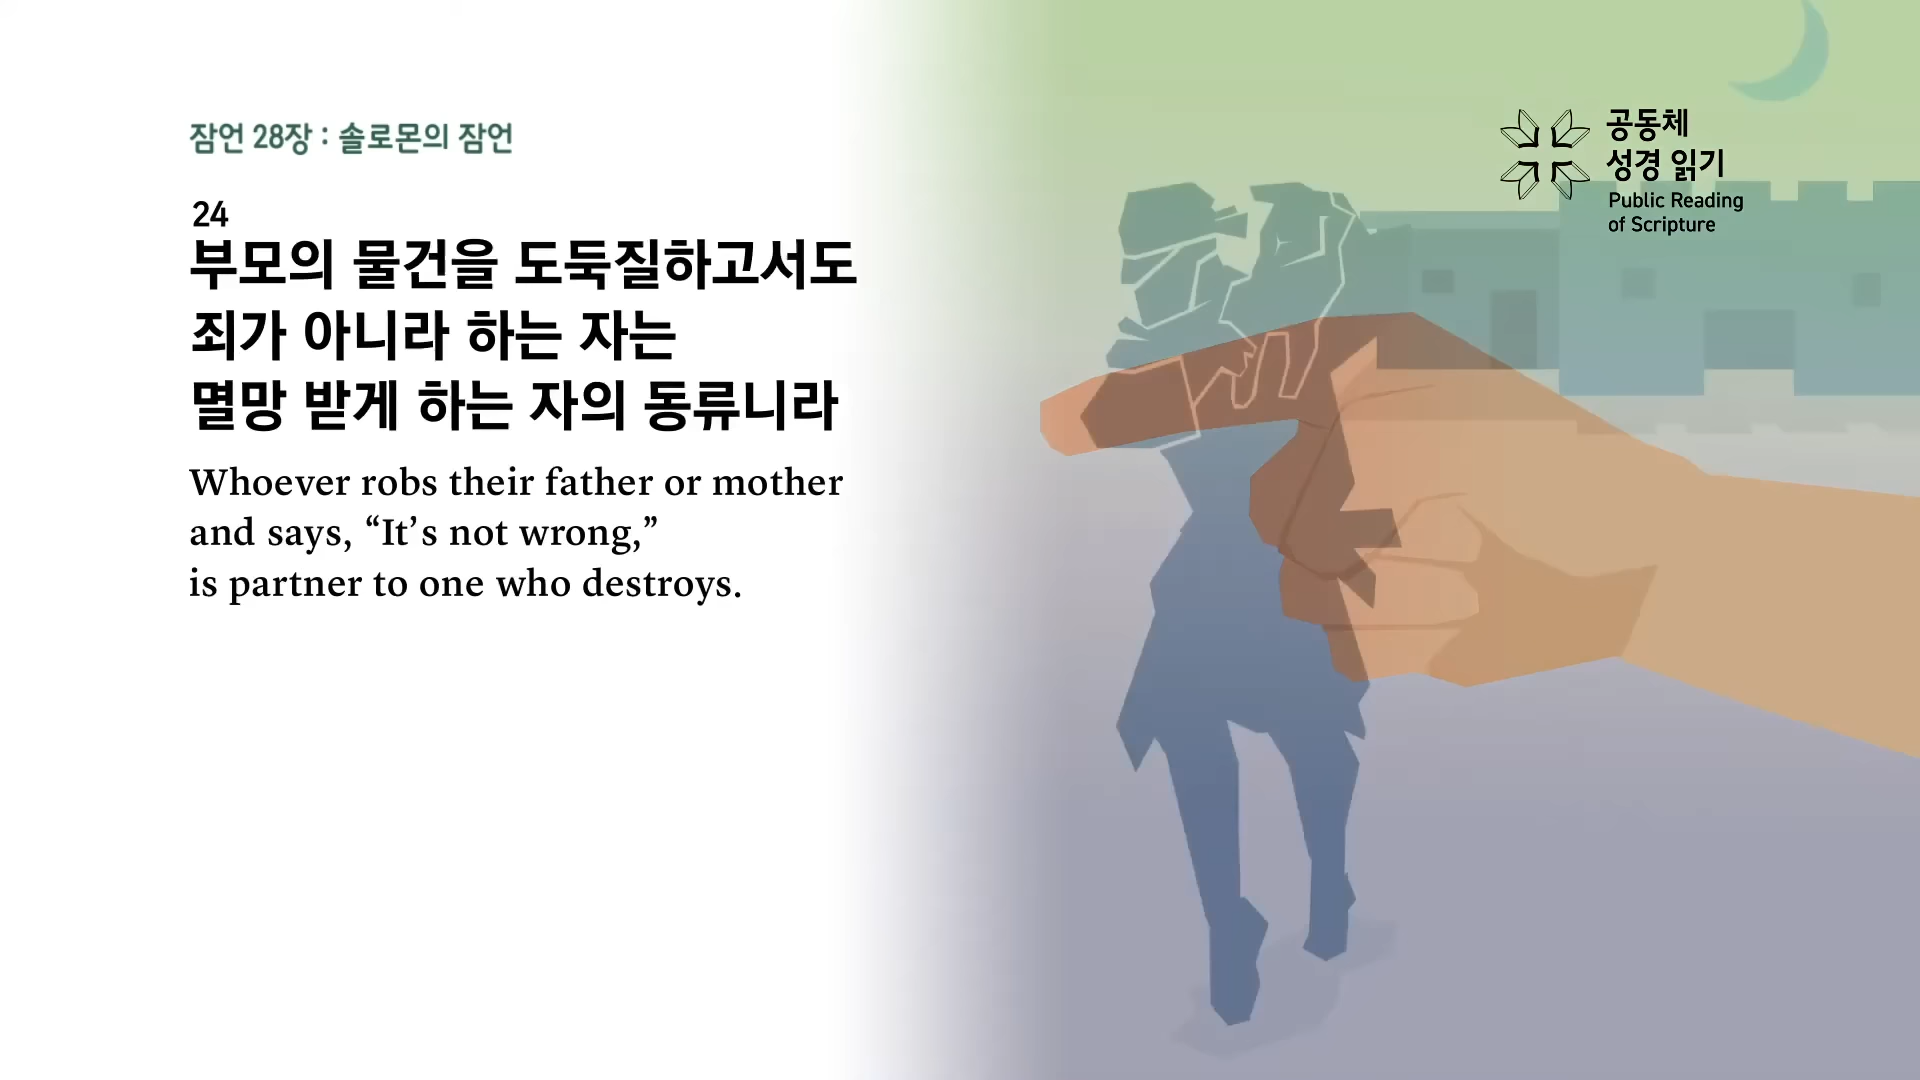 잠언 28장 : 솔로몬의 잠언
24
부모의 물건을 도둑질하고서도
죄가 아니라 하는 자는
멸망 받게 하는 자의 동류니라
Whoever robs their father or mother
and says, “It’s not wrong,”
is partner to one who destroys.
공동체
성경 읽기
Public Reading
of Scripture